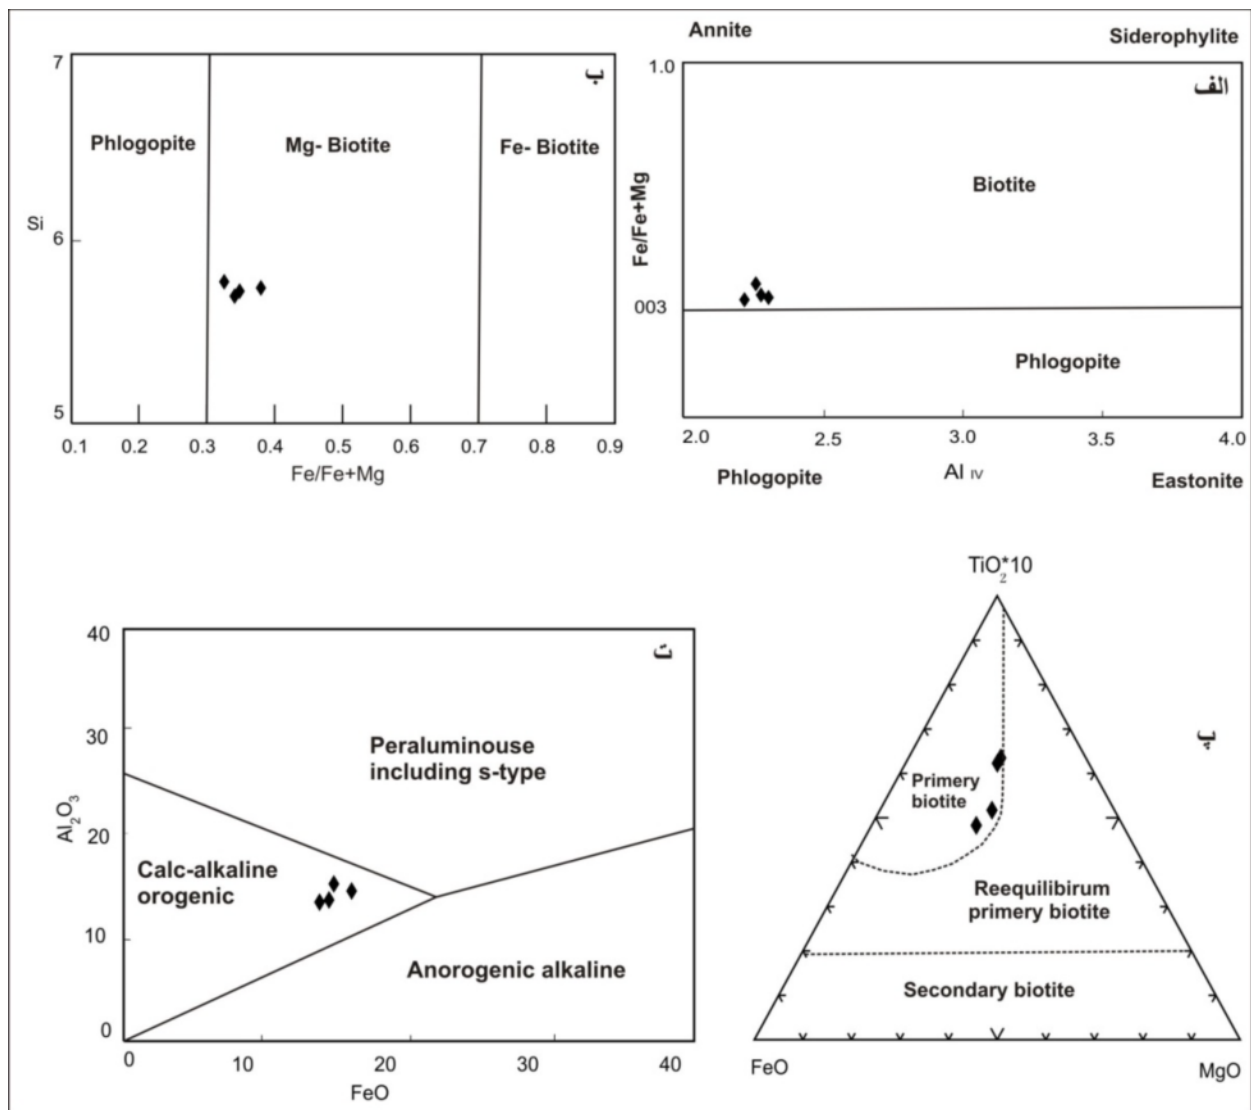 7
ب
Phlogopite
Mg- Biotite
Fe- Biotite
Si
6
5
0.1
0.2
0.3
0.4
0.5
0.6
0.7
0.8
0.9
Fe/Fe+Mg
Annite
Siderophylite
1.0
الف
Fe/Fe+Mg
Biotite
003
Phlogopite
2.0
2.5
3.0
3.5
4.0
Al IV
Phlogopite
Eastonite
40
ت
30
Peraluminouse
including s-type
Al₂O₃
20
Calc-alkaline
orogenic
10
Anorogenic alkaline
0
0
10
20
30
40
FeO
TiO₂*10
Primery
biotite
Reequilibirum
primery biotite
Secondary biotite
FeO
MgO